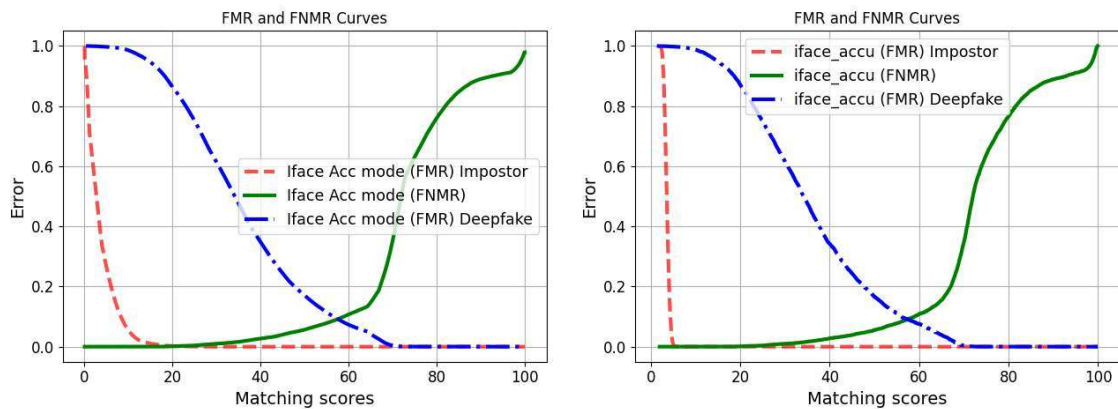 FMR and FNMR Curves
1.0
0.8
0.6
0.4
0.2
0.0
Error
Iface Acc mode (FMR) Impostor
Iface Acc mode (FNMR)
Iface Acc mode (FMR) Deepfake
0 20 40 60 80 100
Matching scores
FMR and FNMR Curves
1.0
0.8
0.6
0.4
0.2
0.0
Error
iface_accu (FMR) Impostor
iface_accu (FNMR)
iface_accu (FMR) Deepfake
0 20 40 60 80 100
Matching scores